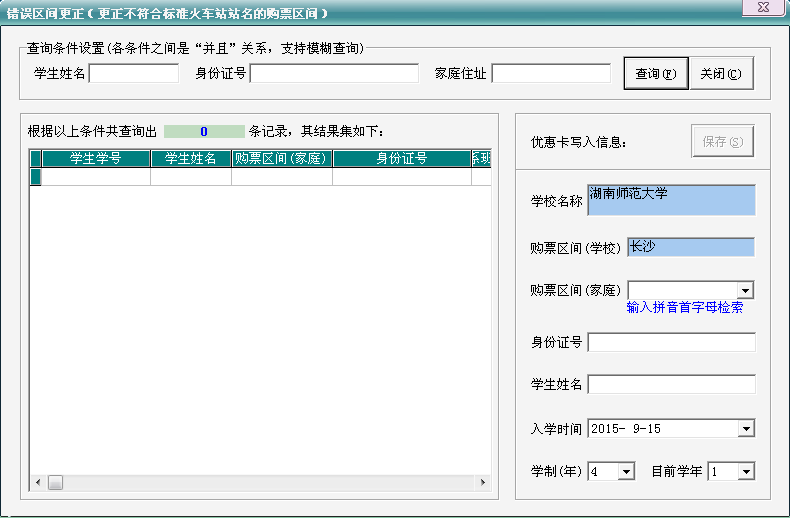 错误区间更正（更正不符合标准火车站站名的购票区间）
查询条件设置(各条件之间是“并且”关系，支持模糊查询)
学生姓名 身份证号 家庭住址 查询(F) 关闭(C)
根据以上条件共查询出 0 条记录，其结果集如下：
学生学号 学生姓名 购票区间(家庭) 身份证号 系班
优惠卡写入信息： 保存(S)
学校名称 湖南师范大学
购票区间(学校) 长沙
购票区间(家庭)
输入拼音首字母检索
身份证号
学生姓名
入学时间 2015- 9-15
学制(年) 4 目前学年 1